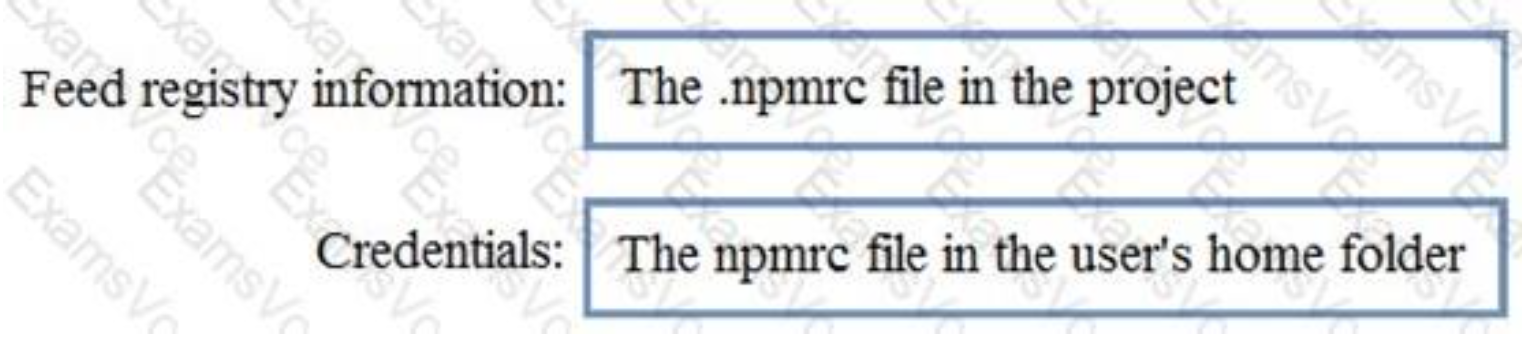 Feed registry information: The .npmrc file in the project
Credentials: The npmrc file in the user's home folder